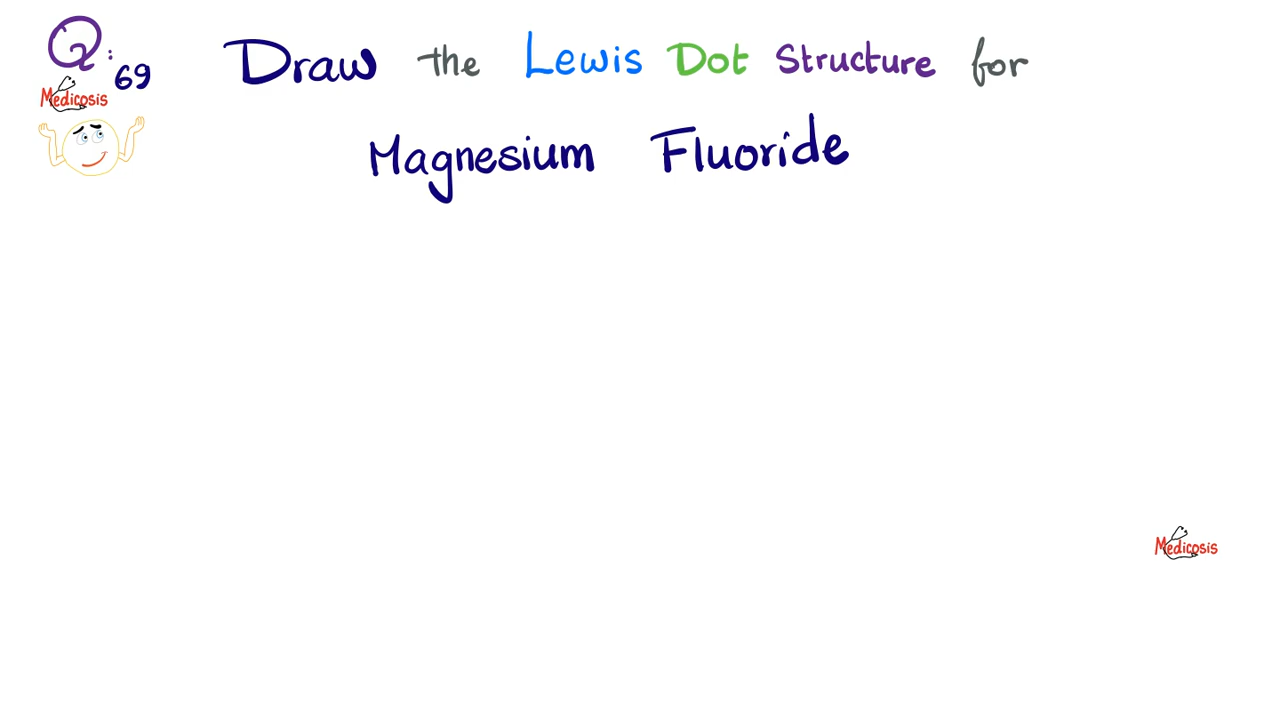 Q: 69 Draw the Lewis Dot Structure for
Medicosis
Magnesium Fluoride
Medicosis